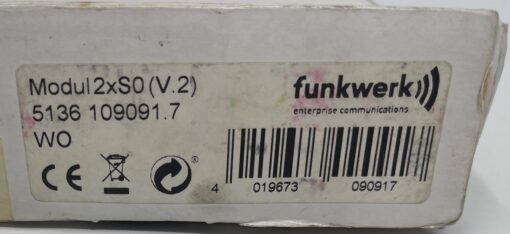 Modul 2xS0 (V.2)
5136 109091.7
WO
funkwerk
enterprise communications
CE
4 019673 090917